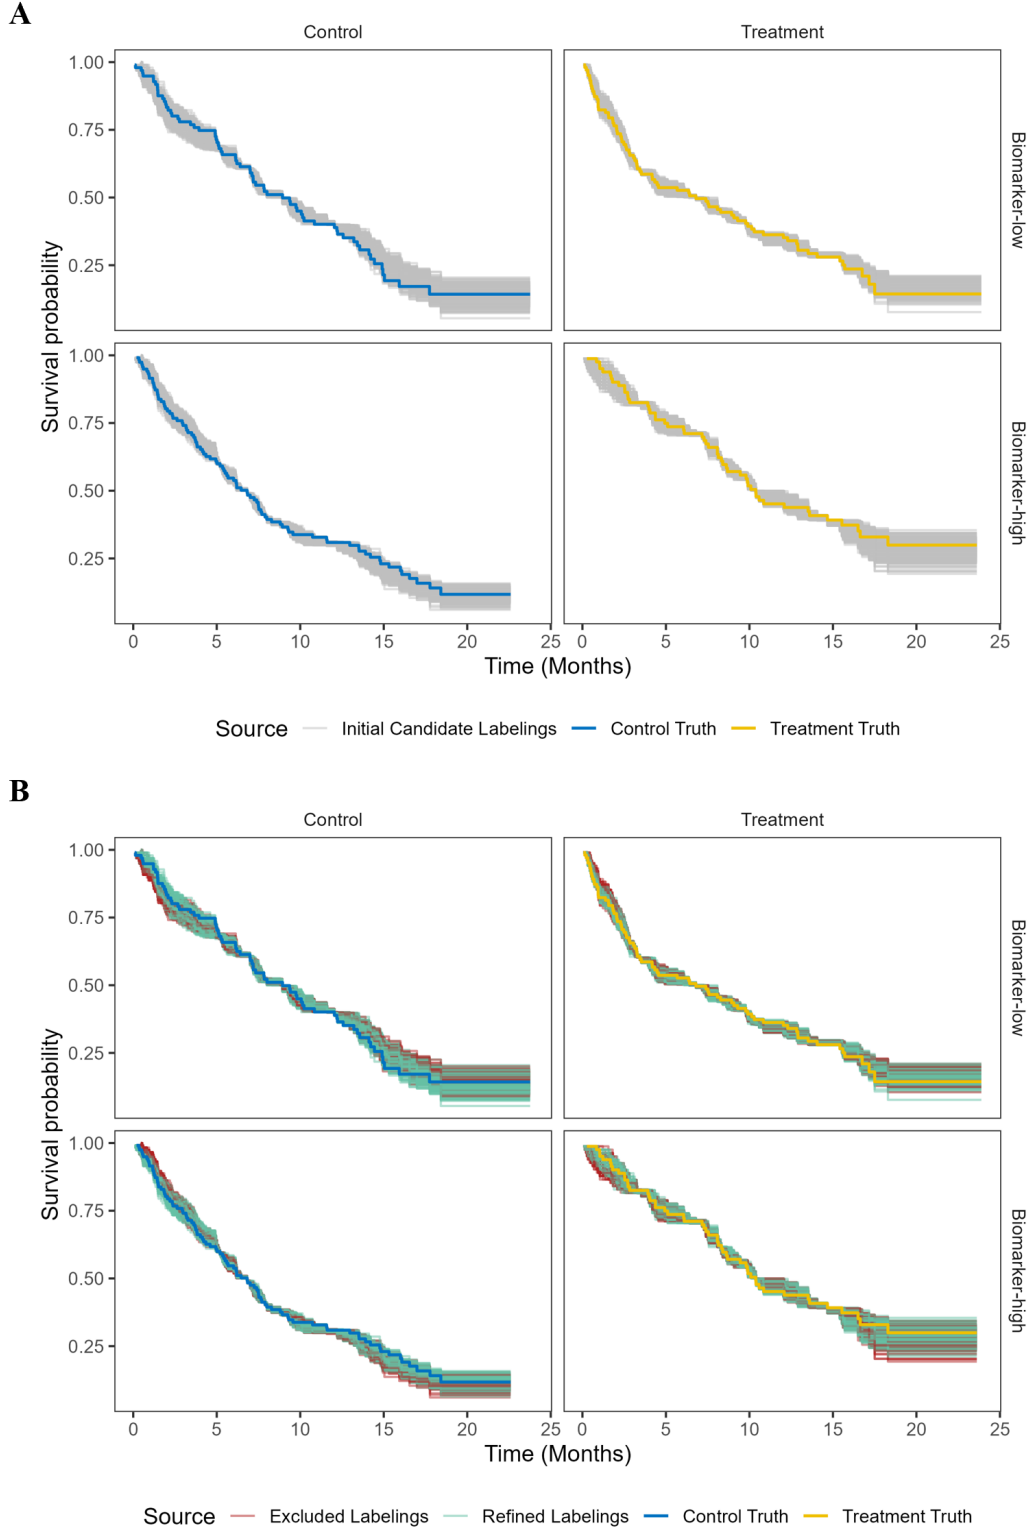 A
Control Treatment
1.00
0.75
0.50
0.25
Biomarker-low
1.00
0.75
0.50
0.25
Biomarker-high
Survival probability
0 5 10 15 20 25 0 5 10 15 20 25
Time (Months)
Source Initial Candidate Labelings Control Truth Treatment Truth
B
Control Treatment
1.00
0.75
0.50
0.25
Biomarker-low
1.00
0.75
0.50
0.25
Biomarker-high
Survival probability
0 5 10 15 20 25 0 5 10 15 20 25
Time (Months)
Source Excluded Labelings Refined Labelings Control Truth Treatment Truth